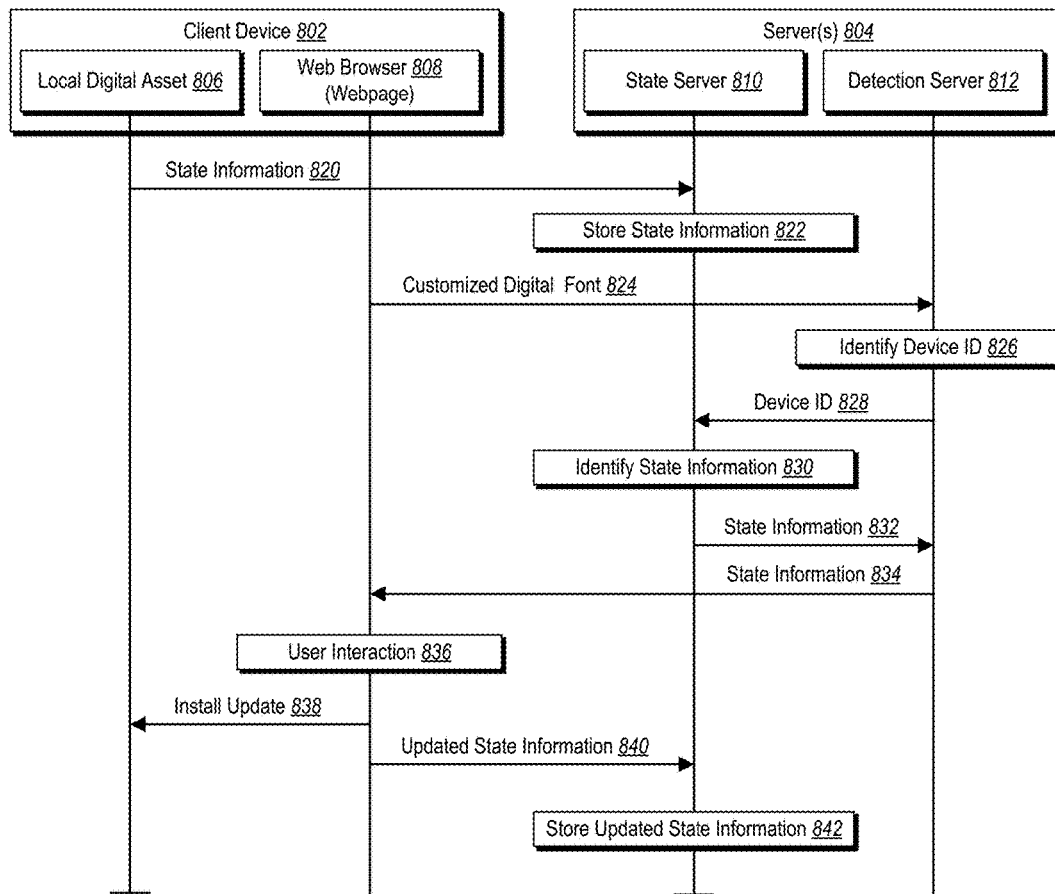 Client Device 802
Server(s) 804
Local Digital Asset 806
Web Browser 808
(Webpage)
State Server 810
Detection Server 812
State Information 820
Store State Information 822
Customized Digital Font 824
Identify Device ID 826
Device ID 828
Identify State Information 830
State Information 832
State Information 834
User Interaction 836
Install Update 838
Updated State Information 840
Store Updated State Information 842